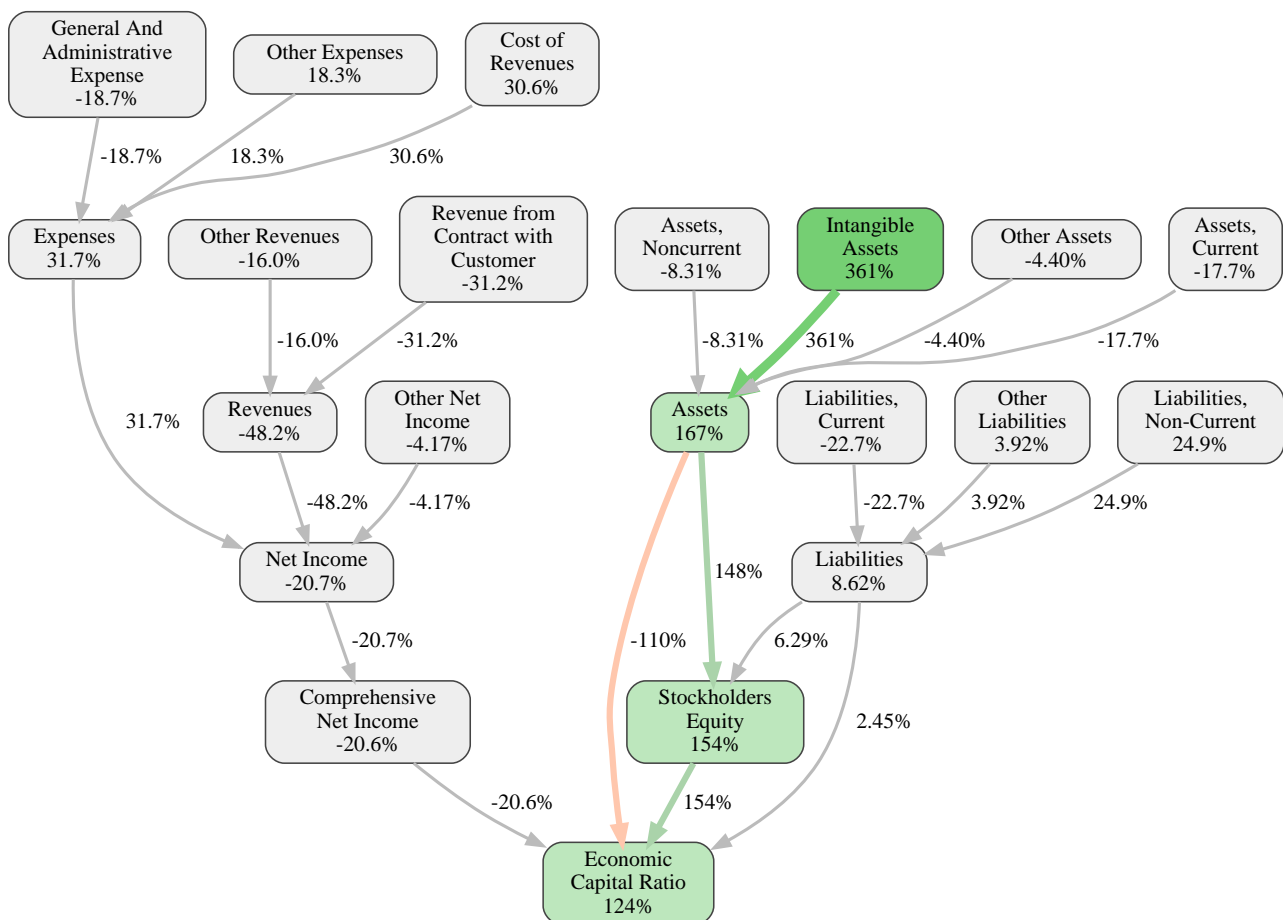 General And
Administrative
Expense
-18.7%
Other Expenses
18.3%
Cost of
Revenues
30.6%
-18.7%
18.3%
30.6%
Expenses
31.7%
Other Revenues
-16.0%
Revenue from
Contract with
Customer
-31.2%
Assets,
Noncurrent
-8.31%
Intangible
Assets
361%
Other Assets
-4.40%
Assets,
Current
-17.7%
-16.0%
-31.2%
-8.31%
361%
-4.40%
-17.7%
31.7%
Revenues
-48.2%
Other Net
Income
-4.17%
Assets
167%
Liabilities,
Current
-22.7%
Other
Liabilities
3.92%
Liabilities,
Non-Current
24.9%
-48.2%
-4.17%
-22.7%
3.92%
24.9%
Net Income
-20.7%
148%
Liabilities
8.62%
-20.7%
-110%
6.29%
Comprehensive
Net Income
-20.6%
Stockholders
Equity
154%
2.45%
-20.6%
154%
Economic
Capital Ratio
124%